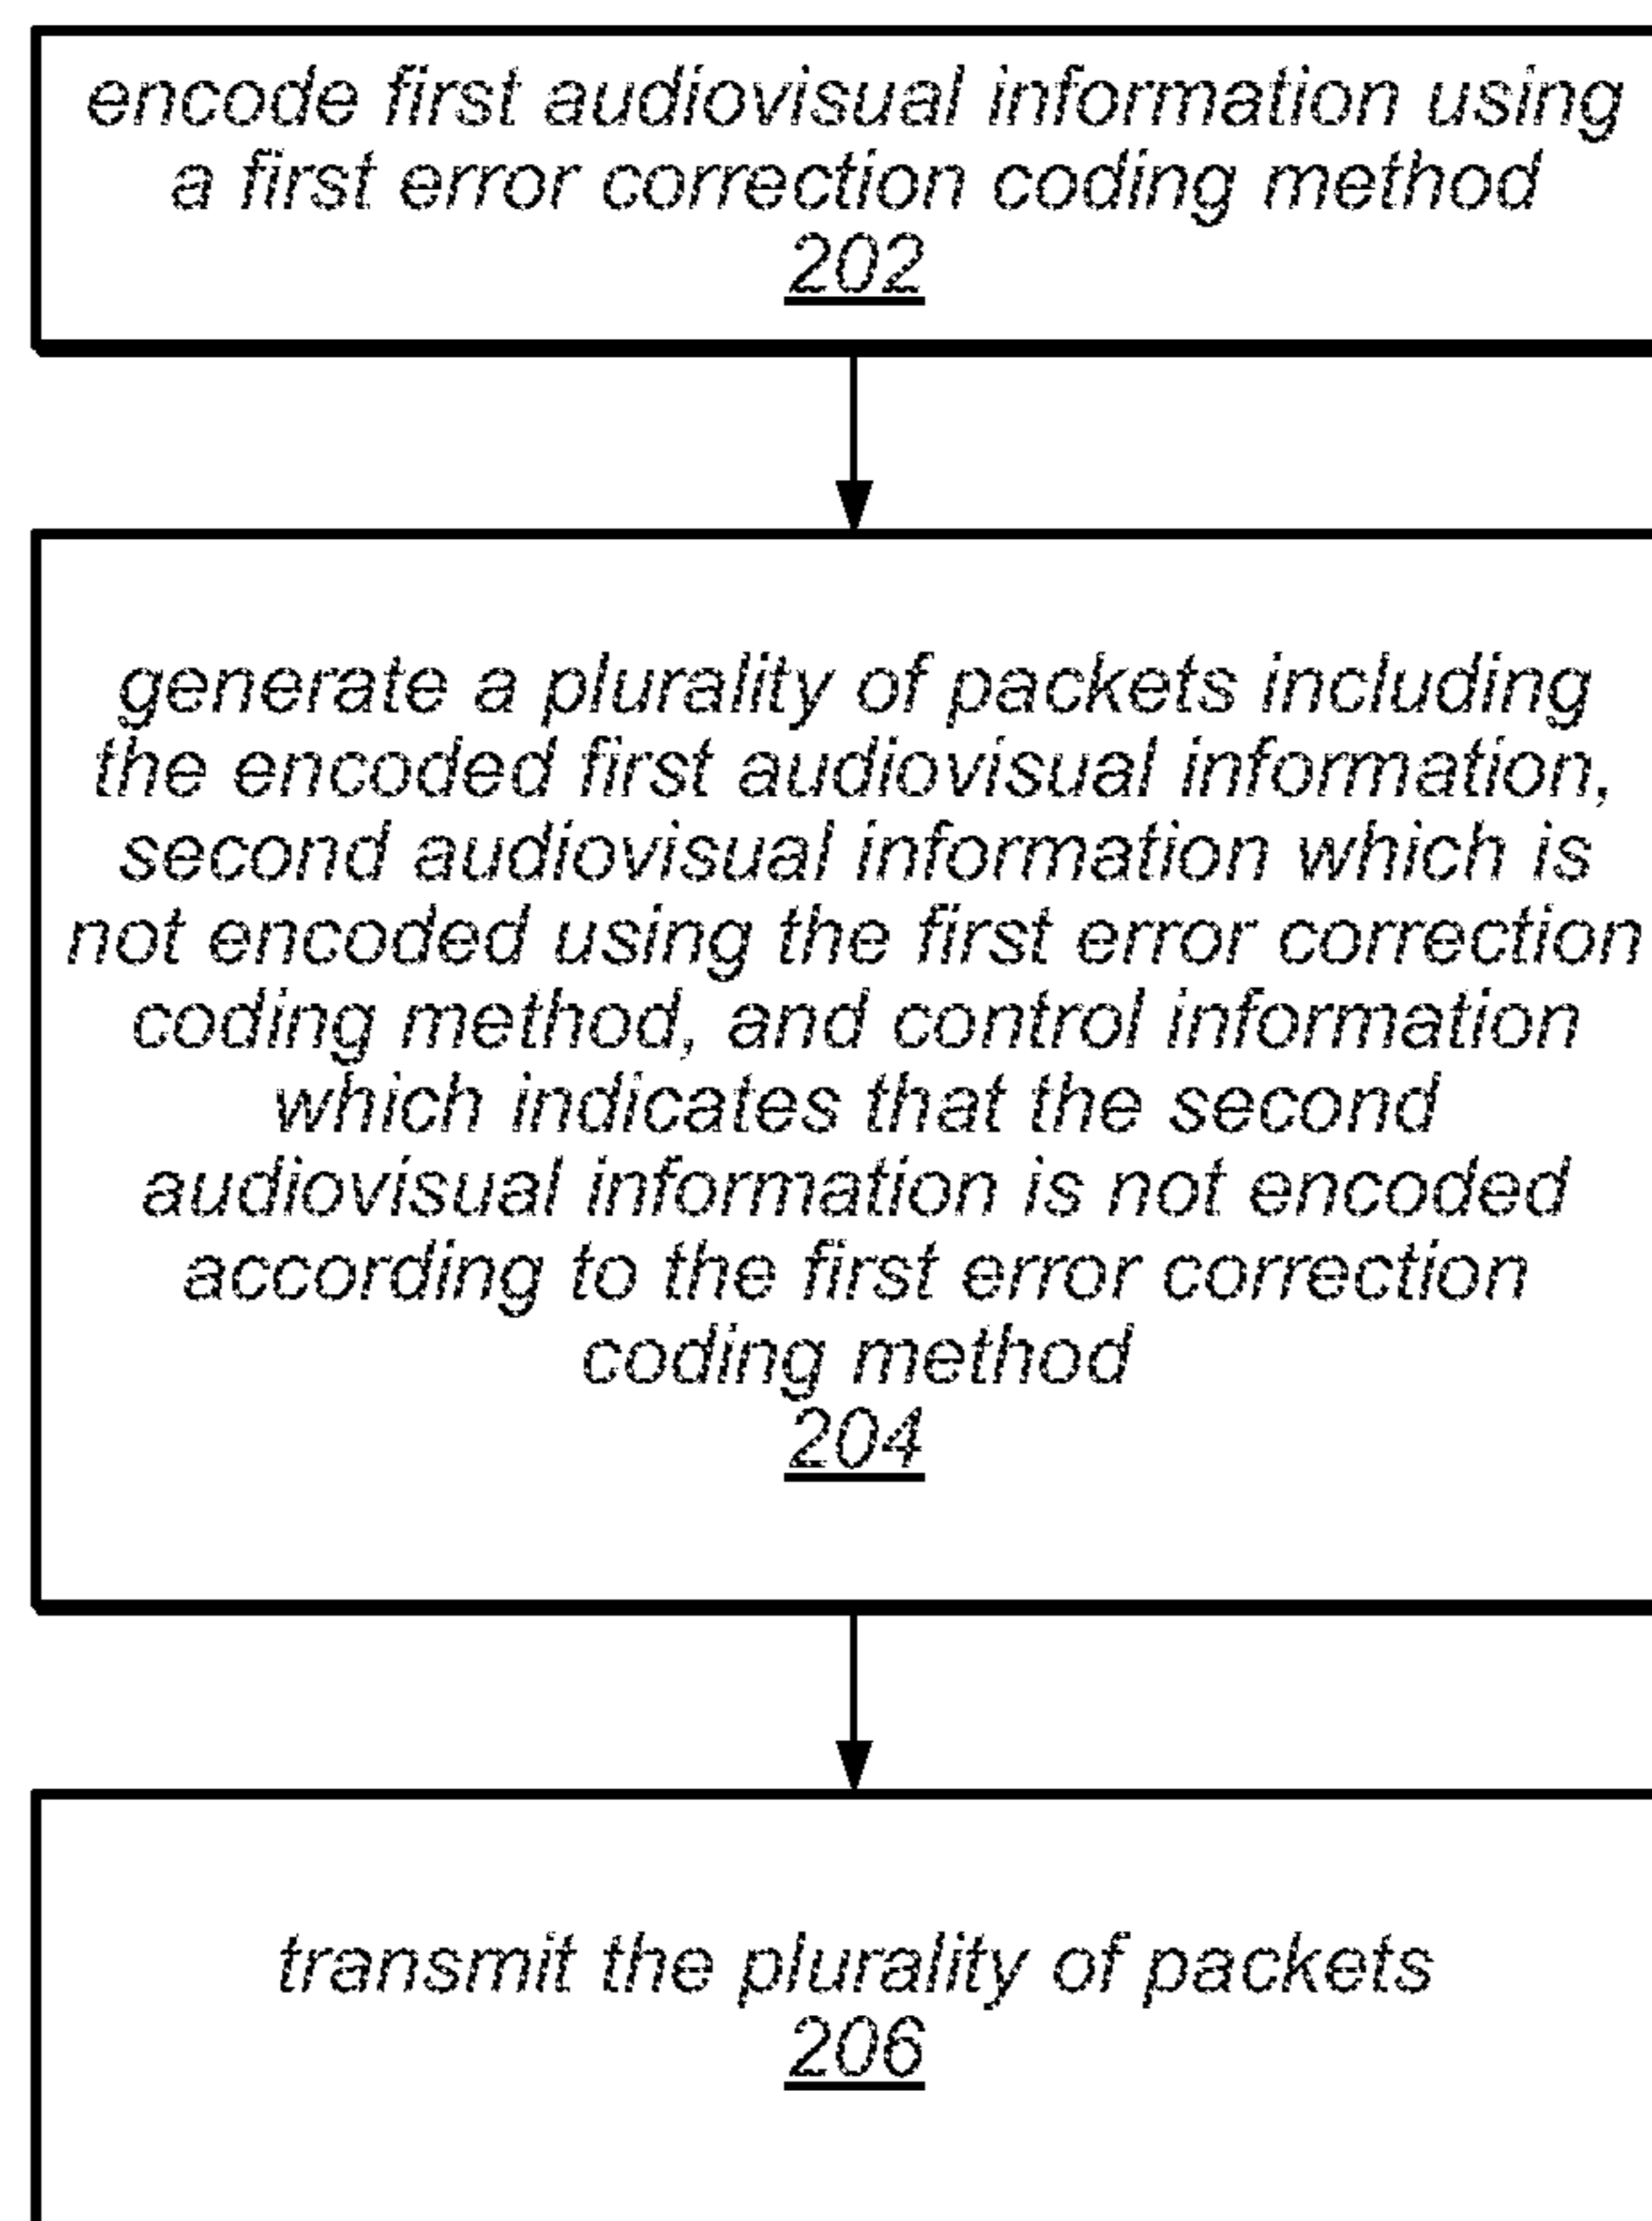 encode first audiovisual information using
a first error correction coding method
202
generate a plurality of packets including
the encoded first audiovisual information,
second audiovisual information which is
not encoded using the first error correction
coding method, and control information
which indicates that the second
audiovisual information is not encoded
according to the first error correction
coding method
204
transmit the plurality of packets
206